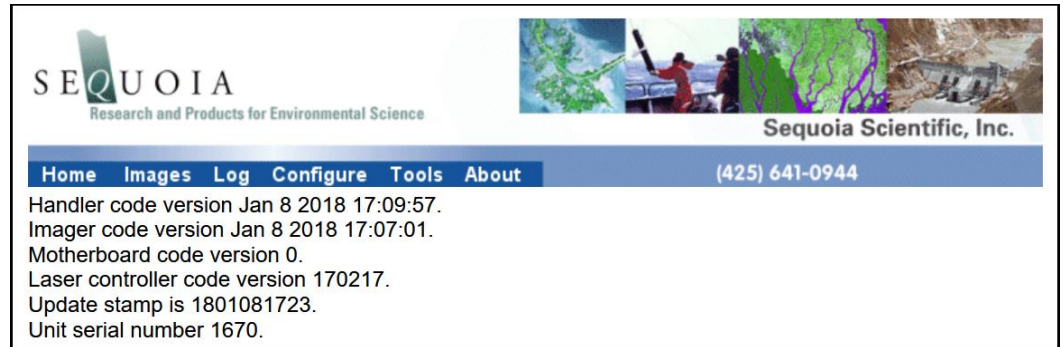 SEQUOIA
Research and Products for Environmental Science
Sequoia Scientific, Inc.
Home Images Log Configure Tools About (425) 641-0944
Handler code version Jan 8 2018 17:09:57.
Imager code version Jan 8 2018 17:07:01.
Motherboard code version 0.
Laser controller code version 170217.
Update stamp is 1801081723.
Unit serial number 1670.